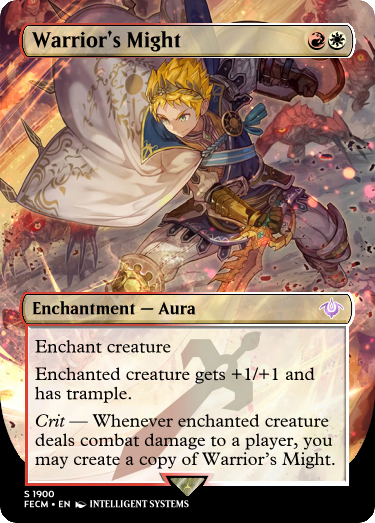 Warrior's Might
Enchantment — Aura
Enchant creature
Enchanted creature gets +1/+1 and
has trample.
Crit — Whenever enchanted creature
deals combat damage to a player, you
may create a copy of Warrior's Might.
S 1900
FECM • EN INTELLIGENT SYSTEMS